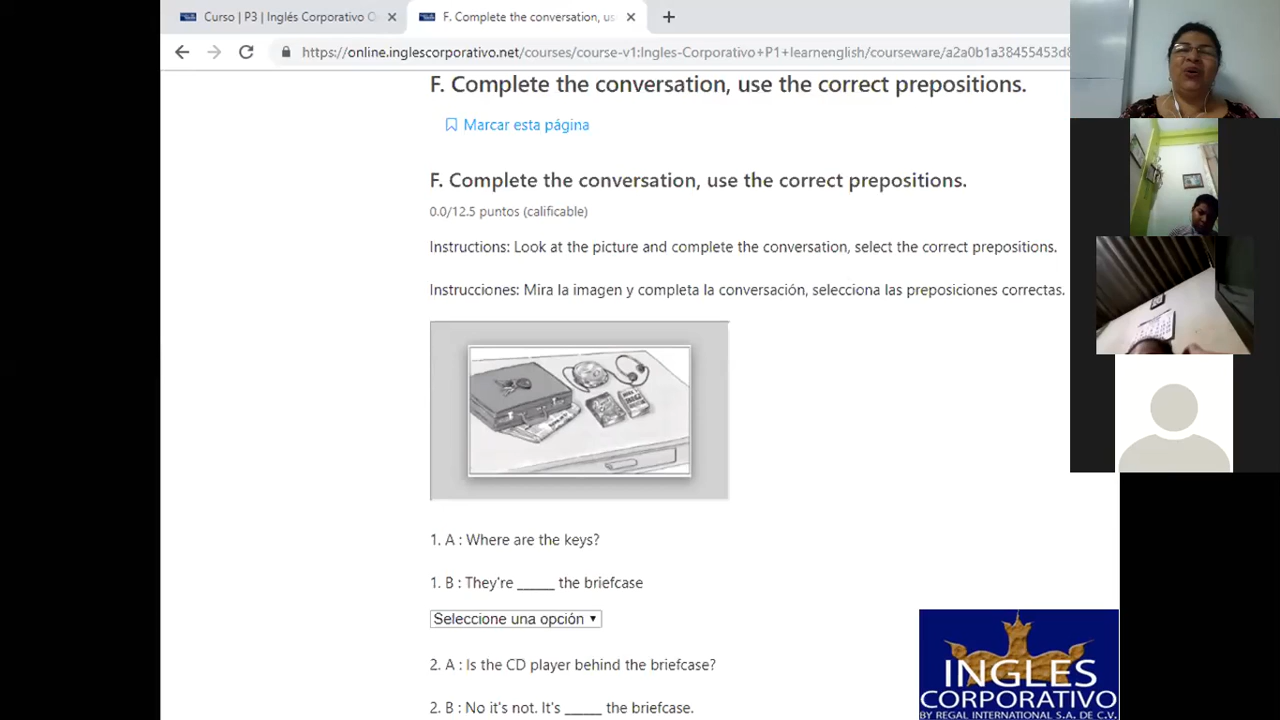 Curso | P3 | Inglés Corporativo O
F. Complete the conversation, us
https://online.inglescorporativo.net/courses/course-v1:Ingles-Corporativo+P1+learnenglish/courseware/a2a0b1a38455453d8
F. Complete the conversation, use the correct prepositions.
Marcar esta página
F. Complete the conversation, use the correct prepositions.
0.0/12.5 puntos (calificable)
Instructions: Look at the picture and complete the conversation, select the correct prepositions.
Instrucciones: Mira la imagen y completa la conversación, selecciona las preposiciones correctas.
1. A : Where are the keys?
1. B : They're _____ the briefcase
Seleccione una opción
2. A : Is the CD player behind the briefcase?
2. B : No it's not. It's _____ the briefcase.
INGLES
CORPORATIVO
BY REGAL INTERNATIONAL S.A. DE C.V.